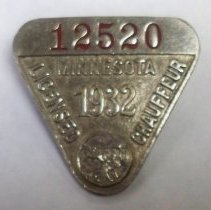 12520
MINNESOTA
1932
LICENSED
CHAUFFEUR